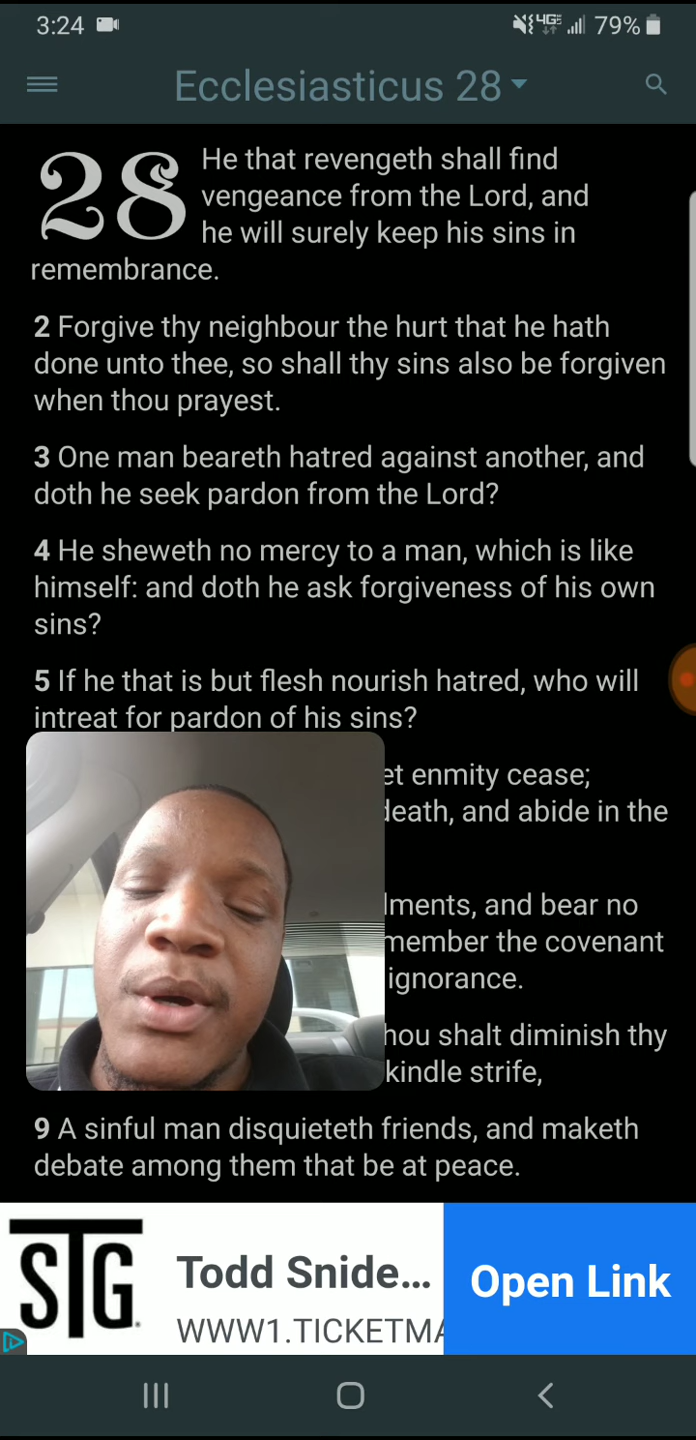 3:24
4GE 79%
Ecclesiasticus 28
28 He that revengeth shall find
vengeance from the Lord, and
he will surely keep his sins in
remembrance.
2 Forgive thy neighbour the hurt that he hath
done unto thee, so shall thy sins also be forgiven
when thou prayest.
3 One man beareth hatred against another, and
doth he seek pardon from the Lord?
4 He sheweth no mercy to a man, which is like
himself: and doth he ask forgiveness of his own
sins?
5 If he that is but flesh nourish hatred, who will
intreat for pardon of his sins?
enmity cease;
and abide in the
and bear no
the covenant
ignorance.
shalt diminish thy
kindle strife,
9 A sinful man disquieteth friends, and maketh
debate among them that be at peace.
STG
Todd Snide...
WWW1.TICKETMA
Open Link